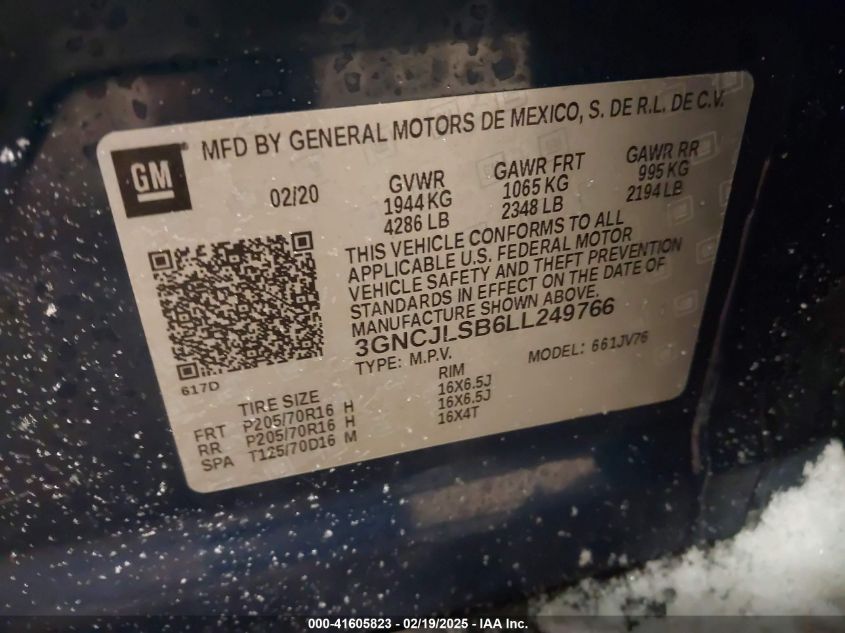 MFD BY GENERAL MOTORS DE MEXICO, S. DE R.L. DE C.V.
GM
02/20
GVWR GAWR FRT GAWR RR
1944 KG 1065 KG 995 KG
4286 LB 2348 LB 2194 LB
THIS VEHICLE CONFORMS TO ALL
APPLICABLE U.S. FEDERAL MOTOR
VEHICLE SAFETY AND THEFT PREVENTION
STANDARDS IN EFFECT ON THE DATE OF
MANUFACTURE SHOWN ABOVE.
3GNCJLSB6LL249766
TYPE: M.P.V. MODEL: 661JV76
617D
TIRE SIZE RIM
FRT P205/70R16 H 16X6.5J
RR P205/70R16 H 16X6.5J
SPA T125/70D16 M 16X4T
000-41605823 - 02/19/2025 - IAA Inc.